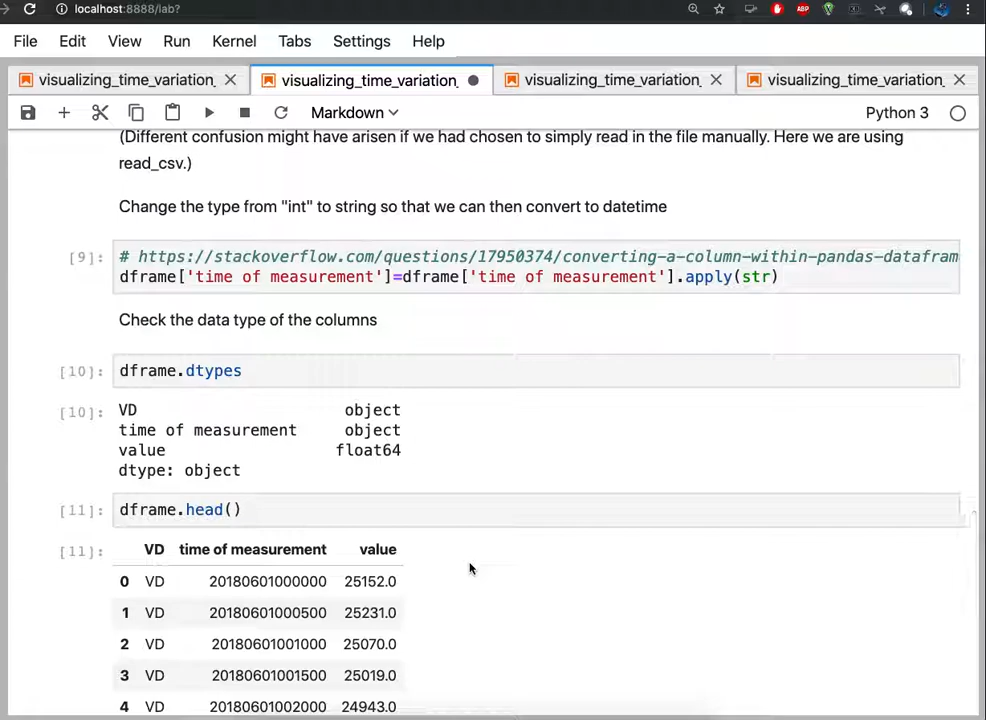 localhost:8888/lab?
File Edit View Run Kernel Tabs Settings Help
visualizing_time_variation_ visualizing_time_variation_ visualizing_time_variation_ visualizing_time_variation_
Markdown Python 3
(Different confusion might have arisen if we had chosen to simply read in the file manually. Here we are using
read_csv.)
Change the type from "int" to string so that we can then convert to datetime
[9]: # https://stackoverflow.com/questions/17950374/converting-a-column-within-pandas-datafram
dframe['time of measurement']=dframe['time of measurement'].apply(str)
Check the data type of the columns
[10]: dframe.dtypes
[10]: VD object
time of measurement object
value float64
dtype: object
[11]: dframe.head()
[11]: VD time of measurement value
0 VD 20180601000000 25152.0
1 VD 20180601000500 25231.0
2 VD 20180601001000 25070.0
3 VD 20180601001500 25019.0
4 VD 20180601002000 24943.0